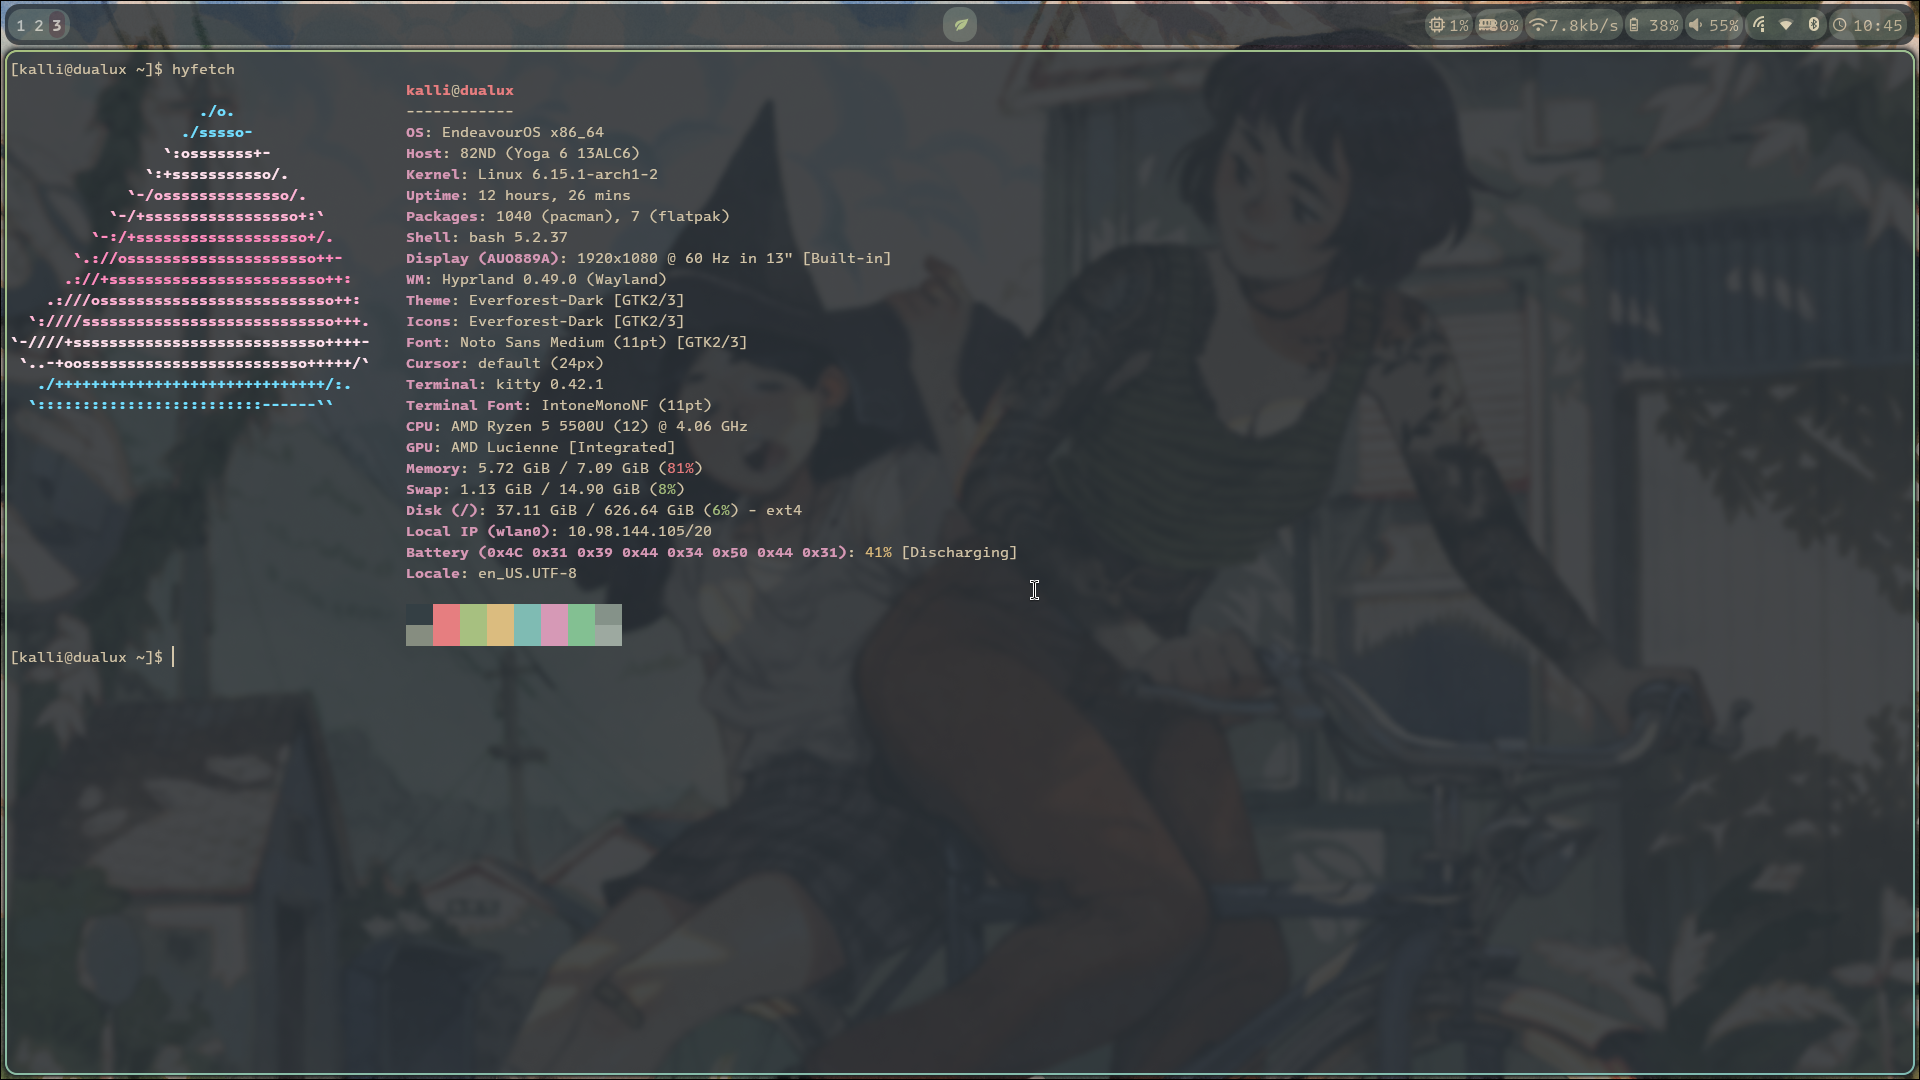 1 2 3 1% 80% 7.8kb/s 38% 55% 10:45
[kalli@dualux ~]$ hyfetch
kalli@dualux
./o. ------------
./sssso- OS: EndeavourOS x86_64
`:osssssss+- Host: 82ND (Yoga 6 13ALC6)
`:+sssssssssso/. Kernel: Linux 6.15.1-arch1-2
`-/ossssssssssssso/. Uptime: 12 hours, 26 mins
`-/+sssssssssssssssso+:` Packages: 1040 (pacman), 7 (flatpak)
`-:/+sssssssssssssssssso+/. Shell: bash 5.2.37
`.://osssssssssssssssssssso++- Display (AUO889A): 1920x1080 @ 60 Hz in 13" [Built-in]
.://+ssssssssssssssssssssssso++: WM: Hyprland 0.49.0 (Wayland)
.:///ossssssssssssssssssssssssso++: Theme: Everforest-Dark [GTK2/3]
`:////ssssssssssssssssssssssssssso+++. Icons: Everforest-Dark [GTK2/3]
`-////+ssssssssssssssssssssssssssso++++- Font: Noto Sans Medium (11pt) [GTK2/3]
`..-+oosssssssssssssssssssssssso+++++/` Cursor: default (24px)
./++++++++++++++++++++++++++++++/:. Terminal: kitty 0.42.1
`:::::::::::::::::::::::::------`` Terminal Font: IntoneMonoNF (11pt)
CPU: AMD Ryzen 5 5500U (12) @ 4.06 GHz
GPU: AMD Lucienne [Integrated]
Memory: 5.72 GiB / 7.09 GiB (81%)
Swap: 1.13 GiB / 14.90 GiB (8%)
Disk (/): 37.11 GiB / 626.64 GiB (6%) - ext4
Local IP (wlan0): 10.98.144.105/20
Battery (0x4C 0x31 0x39 0x44 0x34 0x50 0x44 0x31): 41% [Discharging]
Locale: en_US.UTF-8
[kalli@dualux ~]$